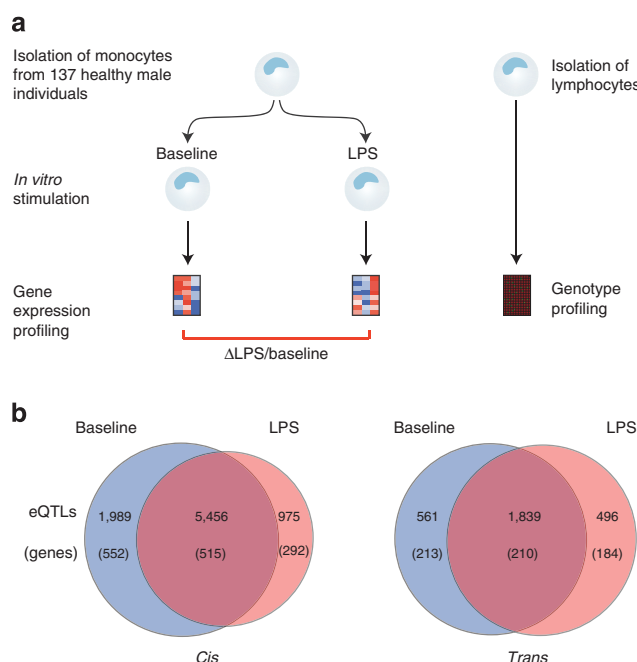 a
Isolation of monocytes
from 137 healthy male
individuals
Isolation of
lymphocytes
Baseline
LPS
In vitro
stimulation
Gene
expression
profiling
Genotype
profiling
ΔLPS/baseline
b
Baseline
LPS
Baseline
LPS
eQTLs
1,989
5,456
975
561
1,839
496
(genes)
(552)
(515)
(292)
(213)
(210)
(184)
Cis
Trans